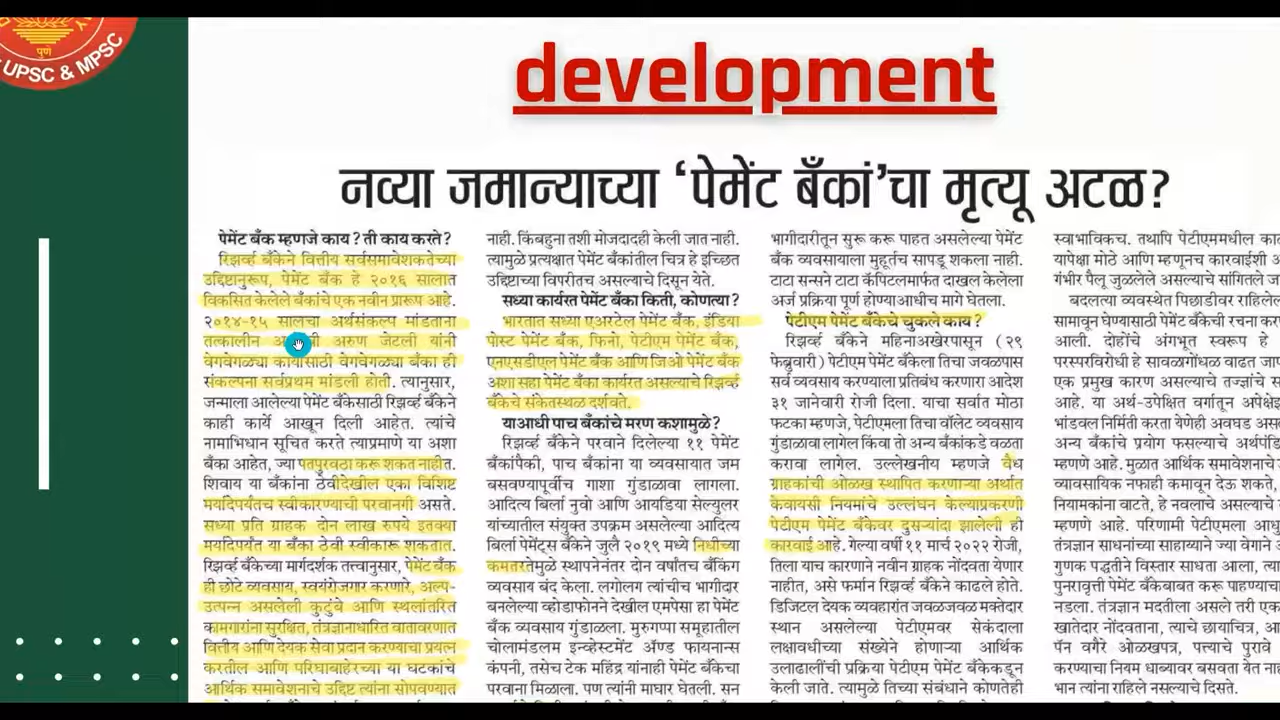 पुणे
UPSC & MPSC
development
नव्या जमान्याच्या ‘पेमेंट बँकां’चा मृत्यू अटळ?
पेमेंट बँक म्हणजे काय? ती काय करते?
रिझर्व्ह बँकेने वित्तीय सर्वसमावेशकतेच्या
उद्दिष्टानुरूप, पेमेंट बँक हे २०१६ सालात
विकसित केलेले बँकांचे एक नवीन प्रारूप आहे.
२०१४-१५ सालचा अर्थसंकल्प मांडताना
तत्कालीन अरुण जेटली यांनी
वेगवेगळ्या कार्यांसाठी वेगवेगळ्या बँका ही
संकल्पना सर्वप्रथम मांडली होती. त्यानुसार,
जन्माला आलेल्या पेमेंट बँकेसाठी रिझर्व्ह बँकेने
काही कार्ये आखून दिली आहेत. त्यांचे
नामाभिधान सूचित करते त्याप्रमाणे या अशा
बँका आहेत, ज्या पतपुरवठा करू शकत नाहीत.
शिवाय या बँकांना ठेवीदेखील एका विशिष्ट
मर्यादेपर्यंतच स्वीकारण्याची परवानगी असते.
सध्या प्रति ग्राहक दोन लाख रुपये इतक्या
मर्यादेपर्यंत या बँका ठेवी स्वीकारू शकतात.
रिझर्व्ह बँकेच्या मार्गदर्शक तत्त्वानुसार, पेमेंट बँक
ही छोटे व्यवसाय, स्वयंरोजगार करणारे, अल्प-
उत्पन्न असलेली कुटुंबे आणि स्थलांतरित
कामगारांना सुरक्षित, तंत्रज्ञानाधारित वातावरणात
वित्तीय आणि देयक सेवा प्रदान करण्याचा प्रयत्न
करतील आणि परिघाबाहेरच्या या घटकांचे
आर्थिक समावेशनाचे उद्दिष्ट त्यांना सोपवण्यात
नाही. किंबहुना तशी मोजदादही केली जात नाही.
त्यामुळे प्रत्यक्षात पेमेंट बँकांतील चित्र हे इच्छित
उद्दिष्टाच्या विपरीतच असल्याचे दिसून येते.
सध्या कार्यरत पेमेंट बँका किती, कोणत्या?
भारतात सध्या एअरटेल पेमेंट बँक, इंडिया
पोस्ट पेमेंट बँक, फिनो, पेटीएम पेमेंट बँक,
एनएसडीएल पेमेंट बँक आणि जिओ पेमेंट बँक
अशा सहा पेमेंट बँका कार्यरत असल्याचे रिझर्व्ह
बँकेचे संकेतस्थळ दर्शवते.
याआधी पाच बँकांचे मरण कशामुळे?
रिझर्व्ह बँकेने परवाने दिलेल्या ११ पेमेंट
बँकांपैकी, पाच बँकांना या व्यवसायात जम
बसवण्यापूर्वीच गाशा गुंडाळावा लागला.
आदित्य बिर्ला नुवो आणि आयडिया सेल्युलर
यांच्यातील संयुक्त उपक्रम असलेल्या आदित्य
बिर्ला पेमेंट्स बँकेने जुलै २०१९ मध्ये निधीच्या
कमतरतेमुळे स्थापनेनंतर दोन वर्षांतच बँकिंग
व्यवसाय बंद केला. लागलोग त्यांचीच भागीदार
बनलेल्या व्होडाफोनने देखील एमपेसा हा पेमेंट
बँक व्यवसाय गुंडाळला. मुरुगप्पा समूहातील
चोलामंडलम इन्व्हेस्टमेंट अ‍ॅण्ड फायनान्स
कंपनी, तसेच टेक महिंद्र यांनाही पेमेंट बँकेचा
परवाना मिळाला. पण त्यांनी माघार घेतली. सन
भागीदारीतून सुरू करू पाहत असलेल्या पेमेंट
बँक व्यवसायाला मुहूर्तच सापडू शकला नाही.
टाटा सन्सने टाटा कॅपिटलमार्फत दाखल केलेला
अर्ज प्रक्रिया पूर्ण होण्याआधीच मागे घेतला.
पेटीएम पेमेंट बँकेचे चुकले काय?
रिझर्व्ह बँकेने महिनाअखेरपासून (२९
फेब्रुवारी) पेटीएम पेमेंट बँकेला तिचा जवळपास
सर्व व्यवसाय करण्याला प्रतिबंध करणारा आदेश
३१ जानेवारी रोजी दिला. याचा सर्वात मोठा
फटका म्हणजे, पेटीएमला तिचा वॉलेट व्यवसाय
गुंडाळावा लागेल किंवा तो अन्य बँकांकडे वळता
करावा लागेल. उल्लेखनीय म्हणजे वैध
ग्राहकांची ओळख स्थापित करणाऱ्या अर्थात
केवायसी नियमांचे उल्लंघन केल्याप्रकरणी
पेटीएम पेमेंट बँकेवर दुसऱ्यांदा झालेली ही
कारवाई आहे. गेल्या वर्षी ११ मार्च २०२२ रोजी,
तिला याच कारणाने नवीन ग्राहक नोंदवता येणार
नाहीत, असे फर्मान रिझर्व्ह बँकेने काढले होते.
डिजिटल देयक व्यवहारांत जवळजवळ मक्तेदार
स्थान असलेल्या पेटीएमवर सेकंदाला
लक्षावधीच्या संख्येने होणाऱ्या आर्थिक
उलाढालींची प्रक्रिया पेटीएम पेमेंट बँकेकडून
केली जाते. त्यामुळे तिच्या संबंधाने कोणतेही
स्वाभाविकच. तथापि पेटीएममधील का
यापेक्षा मोठे आणि म्हणूनच कारवाईशी अ
गंभीर पैलू जुळलेले असल्याचे सांगितले ज
बदलत्या व्यवस्थेत पिछाडीवर राहिले
सामावून घेण्यासाठी पेमेंट बँकेची रचना कर
आली. दोहोंचे अंगभूत स्वरूप हे
परस्परविरोधी हे सावळागोंधळ वाढत जा
एक प्रमुख कारण असल्याचे तज्ज्ञांचे म्
आहे. या अर्थ-उपेक्षित वर्गातून अपेक्षे
भांडवल निर्मिती करता येणेही अवघड अस
अन्य बँकांचे प्रयोग फसल्याचे अर्थपंडि
म्हणणे आहे. मुळात आर्थिक समावेशनाचे
व्यावसायिक नफाही कमावून देऊ शकते,
नियामकांना वाटते, हे नवलाचे असल्याचे
म्हणणे आहे. परिणामी पेटीएमला आधु
तंत्रज्ञान साधनांच्या साहाय्याने ज्या वेगाने
गुणक पद्धतीने विस्तार साधता आला, त्या
पुनरावृत्ती पेमेंट बँकेबाबत करू पाहण्याच
नडला. तंत्रज्ञान मदतीला असले तरी एक
खातेदार नोंदवताना, त्याचे छायाचित्र, आ
पॅन वगैरे ओळखपत्र, पत्त्याचे पुरावे
करण्याचा नियम धाब्यावर बसवता येत नाह
भान त्यांना राहिले नसल्याचे दिसते.